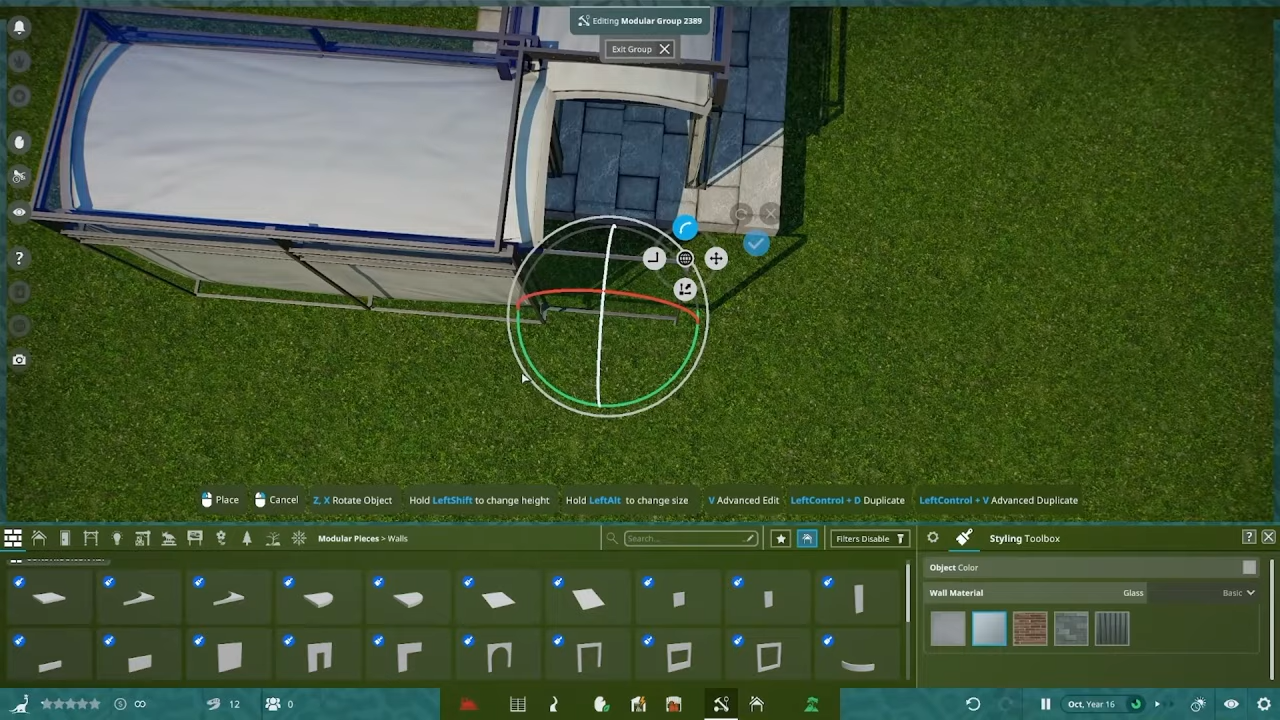 Editing Modular Group 2389
Exit Group
Place Cancel Z, X Rotate Object Hold LeftShift to change height Hold LeftAlt to change size V Advanced Edit LeftControl + D Duplicate LeftControl + V Advanced Duplicate
Modular Pieces > Walls
Search...
Filters Disable
Styling Toolbox
?
Object Color
Wall Material Glass Basic
12
0
Oct, Year 16